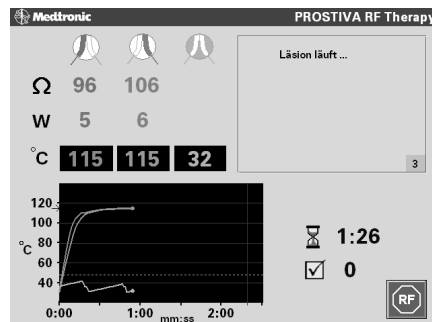 Medtronic PROSTIVA RF Therapy
Läsion läuft ...
Ω 96 106
W 5 6
°C 115 115 32
3
120
100
80
60
40
°C
0:00 1:00 2:00
mm:ss
1:26
0
RF